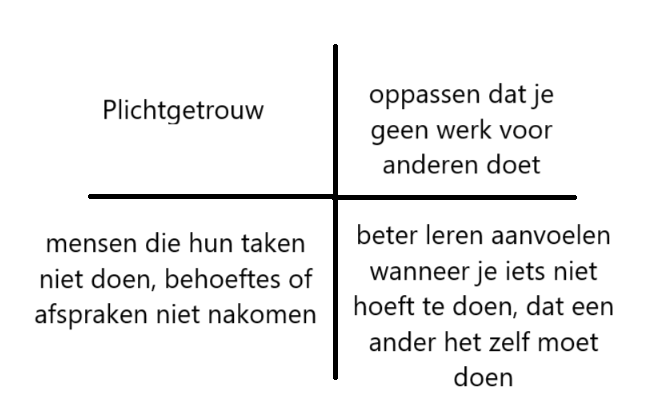 Plichtgetrouw
oppassen dat je
geen werk voor
anderen doet
mensen die hun taken
niet doen, behoeftes of
afspraken niet nakomen
beter leren aanvoelen
wanneer je iets niet
hoeft te doen, dat een
ander het zelf moet
doen